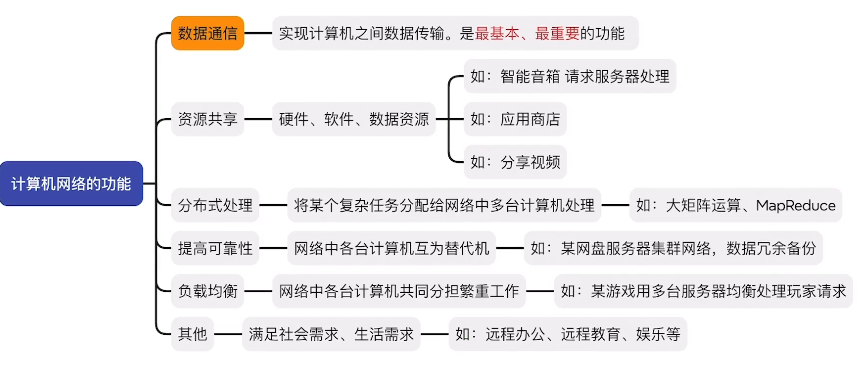 数据通信
实现计算机之间数据传输。是最基本、最重要的功能
如：智能音箱 请求服务器处理
资源共享
硬件、软件、数据资源
如：应用商店
如：分享视频
计算机网络的功能
分布式处理
将某个复杂任务分配给网络中多台计算机处理
如：大矩阵运算、MapReduce
提高可靠性
网络中各台计算机互为替代机
如：某网盘服务器集群网络，数据冗余备份
负载均衡
网络中各台计算机共同分担繁重工作
如：某游戏用多台服务器均衡处理玩家请求
其他
满足社会需求、生活需求
如：远程办公、远程教育、娱乐等